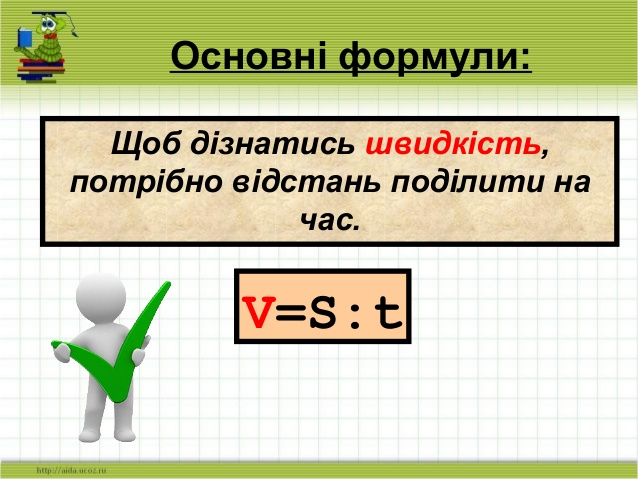 Основні формули:
Щоб дізнатись швидкість,
потрібно відстань поділити на
час.
V=S:t
http://aida.ucoz.ru